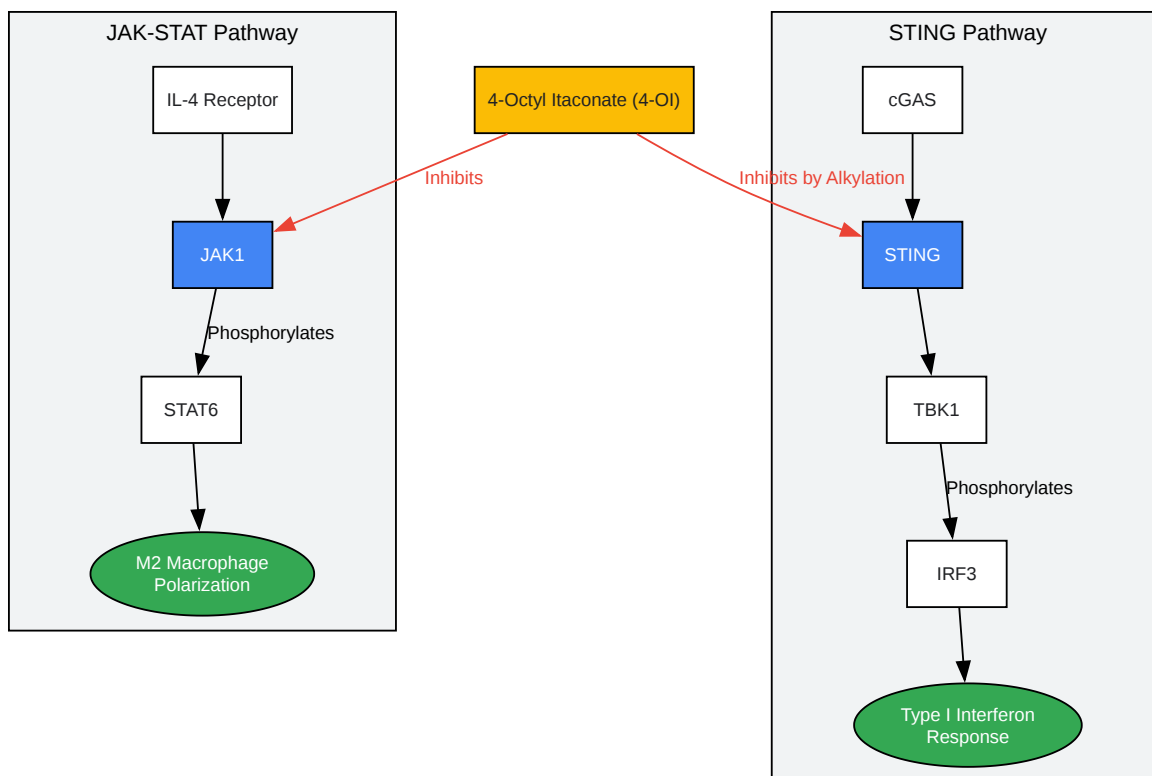 JAK-STAT Pathway
IL-4 Receptor
JAK1
Phosphorylates
STAT6
M2 Macrophage
Polarization
4-Octyl Itaconate (4-OI)
Inhibits
Inhibits by Alkylation
STING Pathway
cGAS
STING
TBK1
Phosphorylates
IRF3
Type I Interferon
Response